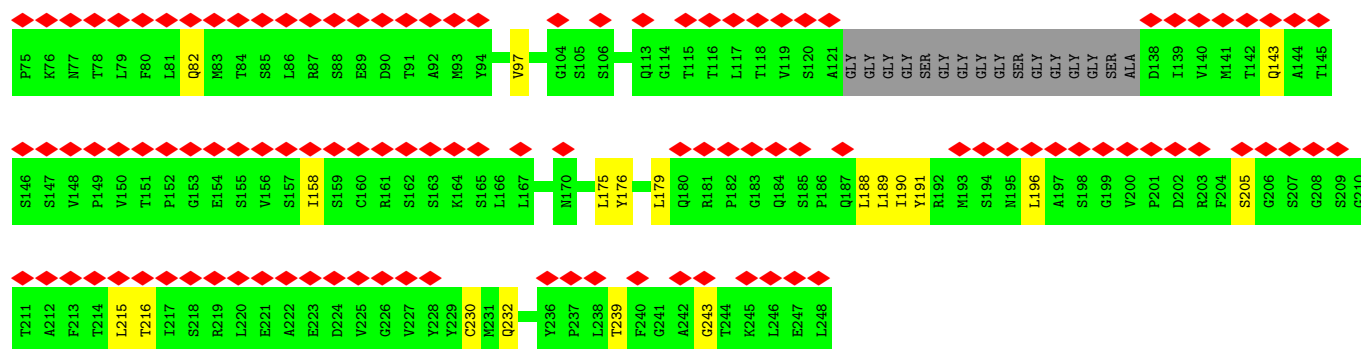 P75 K76 N77 T78 L79 F80 L81 Q82 M83 T84 S85 L86 R87 S88 E89 D90 T91 A92 M93 Y94 V97 G104 S105 S106 Q113 G114 T115 T116 L117 T118 V119 S120 A121 GLY GLY GLY GLY SER GLY GLY GLY GLY SER GLY GLY GLY GLY SER ALA D138 I139 V140 M141 T142 Q143 A144 T145
S146 S147 V148 P149 V150 T151 P152 G153 E154 S155 V156 S157 I158 S159 C160 R161 S162 S163 K164 S165 L166 L167 N170 L175 Y176 L179 Q180 R181 P182 G183 Q184 S185 P186 Q187 L188 L189 I190 Y191 R192 M193 S194 N195 L196 A197 S198 G199 V200 P201 D202 R203 F204 S205 G206 S207 G208 S209 G210
T211 A212 F213 T214 L215 T216 I217 S218 R219 L220 E221 A222 E223 D224 V225 G226 V227 Y228 Y229 C230 M231 Q232 Y236 P237 L238 T239 F240 G241 A242 G243 T244 K245 L246 E247 L248